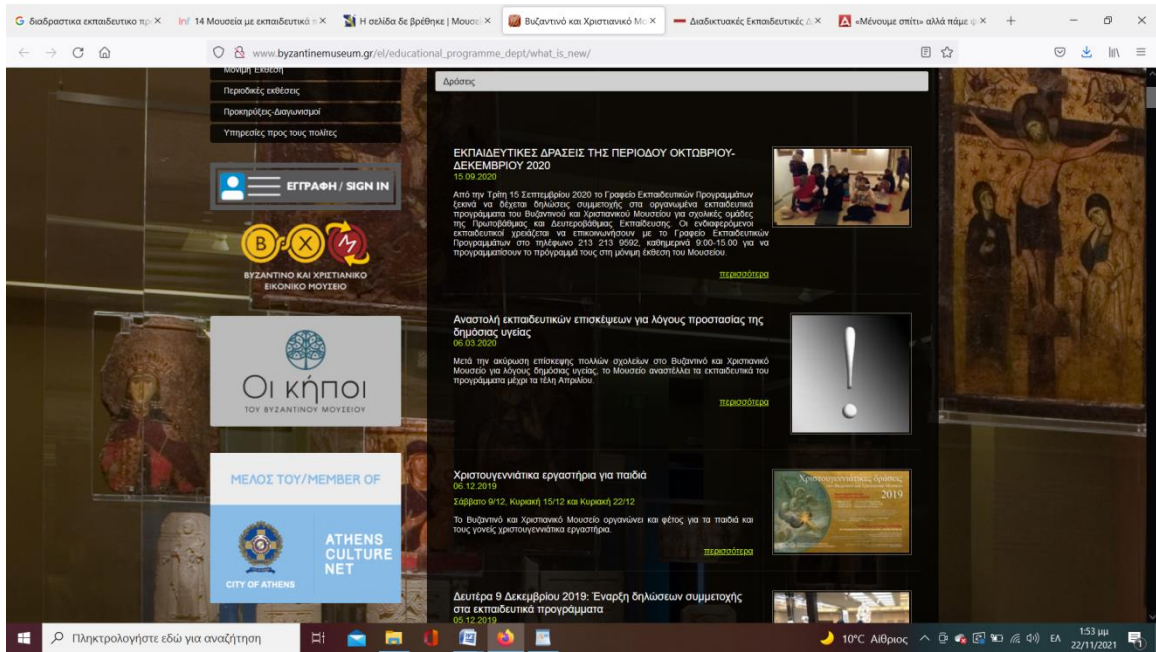 διαδραστικα εκπαιδευτικο πρ
14 Μουσεία με εκπαιδευτικά π
Η σελίδα δε βρέθηκε | Μουσεί
Βυζαντινό και Χριστιανικό Μο
Διαδικτυακές Εκπαιδευτικές Δ
«Μένουμε σπίτι» αλλά πάμε φ
www.byzantinemuseum.gr/el/educational_programme_dept/what_is_new/
Μόνιμη Έκθεση
Περιοδικές εκθέσεις
Προκηρύξεις-Διαγωνισμοί
Υπηρεσίες προς τους πολίτες
ΕΓΓΡΑΦΗ / SIGN IN
Β Χ Μ
ΒΥΖΑΝΤΙΝΟ ΚΑΙ ΧΡΙΣΤΙΑΝΙΚΟ
ΕΙΚΟΝΙΚΟ ΜΟΥΣΕΙΟ
Οι κήποι
ΤΟΥ ΒΥΖΑΝΤΙΝΟΥ ΜΟΥΣΕΙΟΥ
ΜΕΛΟΣ ΤΟΥ/MEMBER OF
CITY OF ATHENS
ATHENS
CULTURE
NET
Δράσεις
ΕΚΠΑΙΔΕΥΤΙΚΕΣ ΔΡΑΣΕΙΣ ΤΗΣ ΠΕΡΙΟΔΟΥ ΟΚΤΩΒΡΙΟΥ-
ΔΕΚΕΜΒΡΙΟΥ 2020
15.09.2020
Από την Τρίτη 15 Σεπτεμβρίου 2020 το Γραφείο Εκπαιδευτικών Προγραμμάτων
ξεκινά να δέχεται δηλώσεις συμμετοχής στα οργανωμένα εκπαιδευτικά
προγράμματα του Βυζαντινού και Χριστιανικού Μουσείου για σχολικές ομάδες
της Πρωτοβάθμιας και Δευτεροβάθμιας Εκπαίδευσης. Οι ενδιαφερόμενοι
εκπαιδευτικοί χρειάζεται να επικοινωνήσουν με το Γραφείο Εκπαιδευτικών
Προγραμμάτων στο τηλέφωνο 213 213 9592, καθημερινά 9:00-15.00 για να
προγραμματίσουν το πρόγραμμά τους στη μόνιμη έκθεση του Μουσείου.
περισσότερα
Αναστολή εκπαιδευτικών επισκέψεων για λόγους προστασίας της
δημόσιας υγείας
06.03.2020
Μετά την ακύρωση επίσκεψης πολλών σχολείων στο Βυζαντινό και Χριστιανικό
Μουσείο για λόγους δημόσιας υγείας, το Μουσείο αναστέλλει τα εκπαιδευτικά του
προγράμματα μέχρι τα τέλη Απριλίου.
περισσότερα
Χριστουγεννιάτικα εργαστήρια για παιδιά
06.12.2019
Σάββατο 9/12, Κυριακή 15/12 και Κυριακή 22/12
Το Βυζαντινό και Χριστιανικό Μουσείο οργανώνει και φέτος για τα παιδιά και
τους γονείς χριστουγεννιάτικα εργαστήρια.
περισσότερα
Χριστουγεννιάτικες δράσεις
2019
Δευτέρα 9 Δεκεμβρίου 2019: Έναρξη δηλώσεων συμμετοχής
στα εκπαιδευτικά προγράμματα
05.12.2019
Πληκτρολογήστε εδώ για αναζήτηση
10°C Αίθριος
ΕΛ
1:53 μμ
22/11/2021